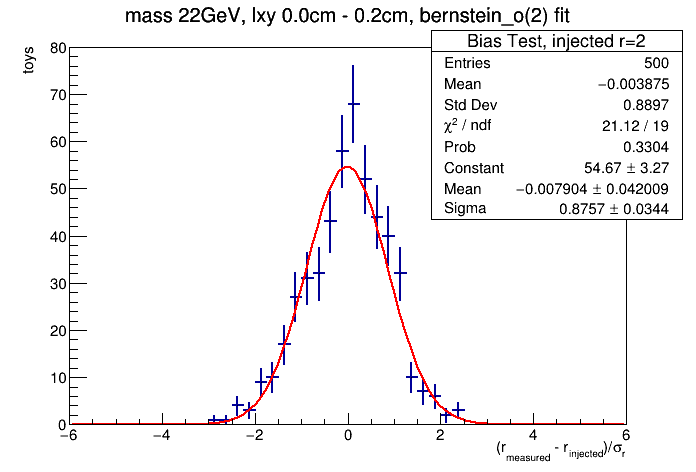 mass 22GeV, lxy 0.0cm - 0.2cm, bernstein_o(2) fit
Bias Test, injected r=2
Entries 500
Mean −0.003875
Std Dev 0.8897
χ² / ndf 21.12 / 19
Prob 0.3304
Constant 54.67 ± 3.27
Mean −0.007904 ± 0.042009
Sigma 0.8757 ± 0.0344
toys
80
70
60
50
40
30
20
10
0
−6 −4 −2 0 2 4 6
(r_measured - r_injected)/σ_r